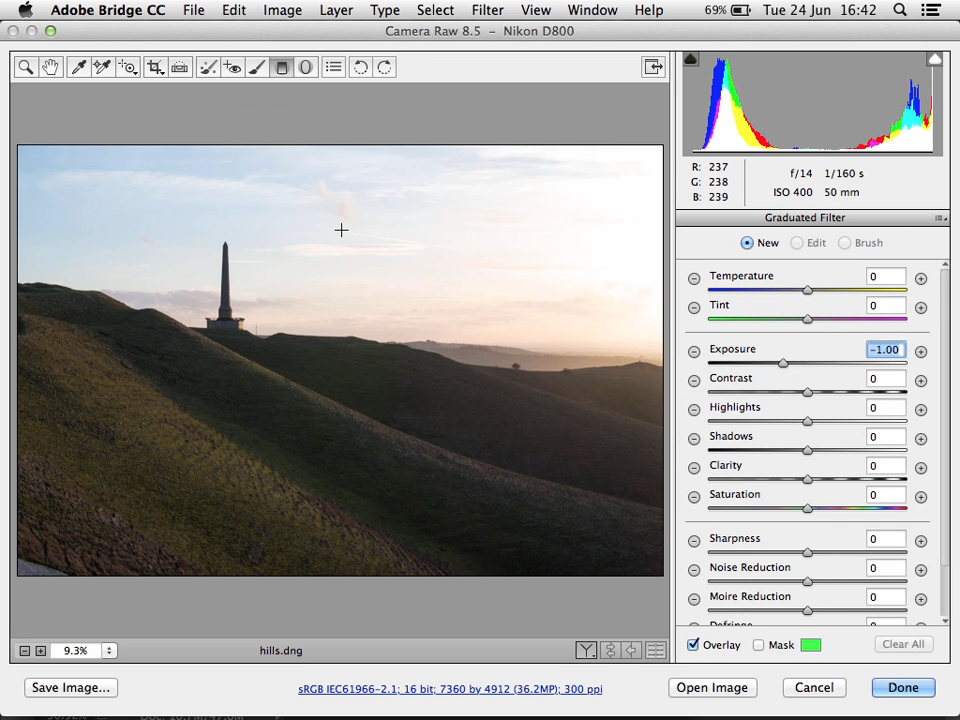 Adobe Bridge CC File Edit Image Layer Type Select Filter View Window Help 69% Tue 24 Jun 16:42
Camera Raw 8.5 – Nikon D800
R: 237
G: 238
B: 239
f/14 1/160 s
ISO 400 50 mm
Graduated Filter
New Edit Brush
Temperature 0
Tint 0
Exposure -1.00
Contrast 0
Highlights 0
Shadows 0
Clarity 0
Saturation 0
Sharpness 0
Noise Reduction 0
Moire Reduction 0
Defringe
9.3% hills.dng Y
Overlay Mask Clear All
Save Image... sRGB IEC61966-2.1; 16 bit; 7360 by 4912 (36.2MP); 300 ppi Open Image Cancel Done